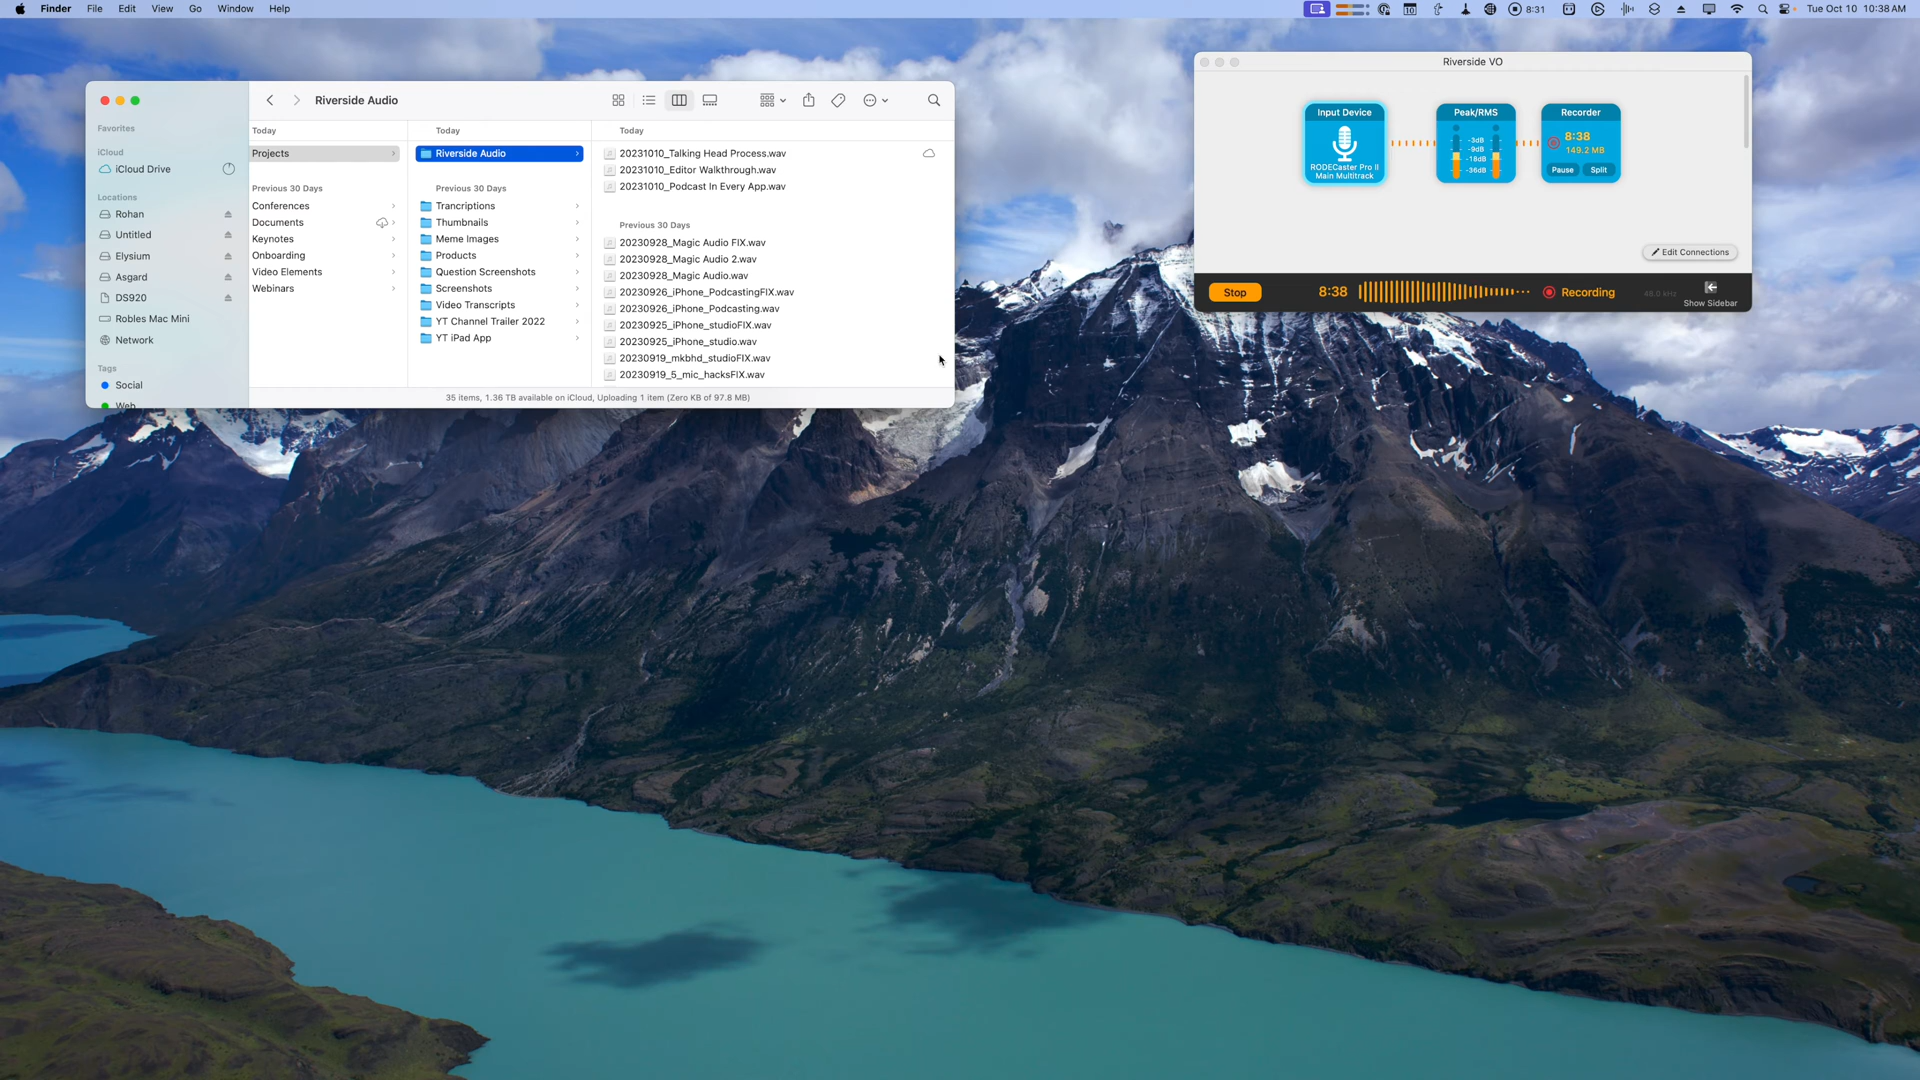 Finder File Edit View Go Window Help
8:31
Tue Oct 10 10:38 AM
Riverside Audio
Favorites
iCloud
iCloud Drive
Locations
Rohan
Untitled
Elysium
Asgard
DS920
Robles Mac Mini
Network
Tags
Social
Web
Today
Projects
Previous 30 Days
Conferences
Documents
Keynotes
Onboarding
Video Elements
Webinars
Today
Riverside Audio
Previous 30 Days
Trancriptions
Thumbnails
Meme Images
Products
Question Screenshots
Screenshots
Video Transcripts
YT Channel Trailer 2022
YT iPad App
Today
20231010_Talking Head Process.wav
20231010_Editor Walkthrough.wav
20231010_Podcast In Every App.wav
Previous 30 Days
20230928_Magic Audio FIX.wav
20230928_Magic Audio 2.wav
20230928_Magic Audio.wav
20230926_iPhone_PodcastingFIX.wav
20230926_iPhone_Podcasting.wav
20230925_iPhone_studioFIX.wav
20230925_iPhone_studio.wav
20230919_mkbhd_studioFIX.wav
20230919_5_mic_hacksFIX.wav
35 items, 1.36 TB available on iCloud, Uploading 1 item (Zero KB of 97.8 MB)
Riverside VO
Input Device
RODECaster Pro II
Main Multitrack
Peak/RMS
-3dB
-9dB
-18dB
-36dB
Recorder
8:38
149.2 MB
Pause Split
Edit Connections
Stop
8:38
Recording
48.0 kHz
Show Sidebar